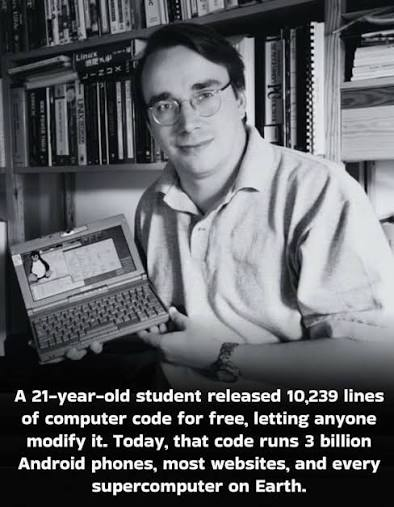 Linux
LINUX
A 21-year-old student released 10,239 lines
of computer code for free, letting anyone
modify it. Today, that code runs 3 billion
Android phones, most websites, and every
supercomputer on Earth.